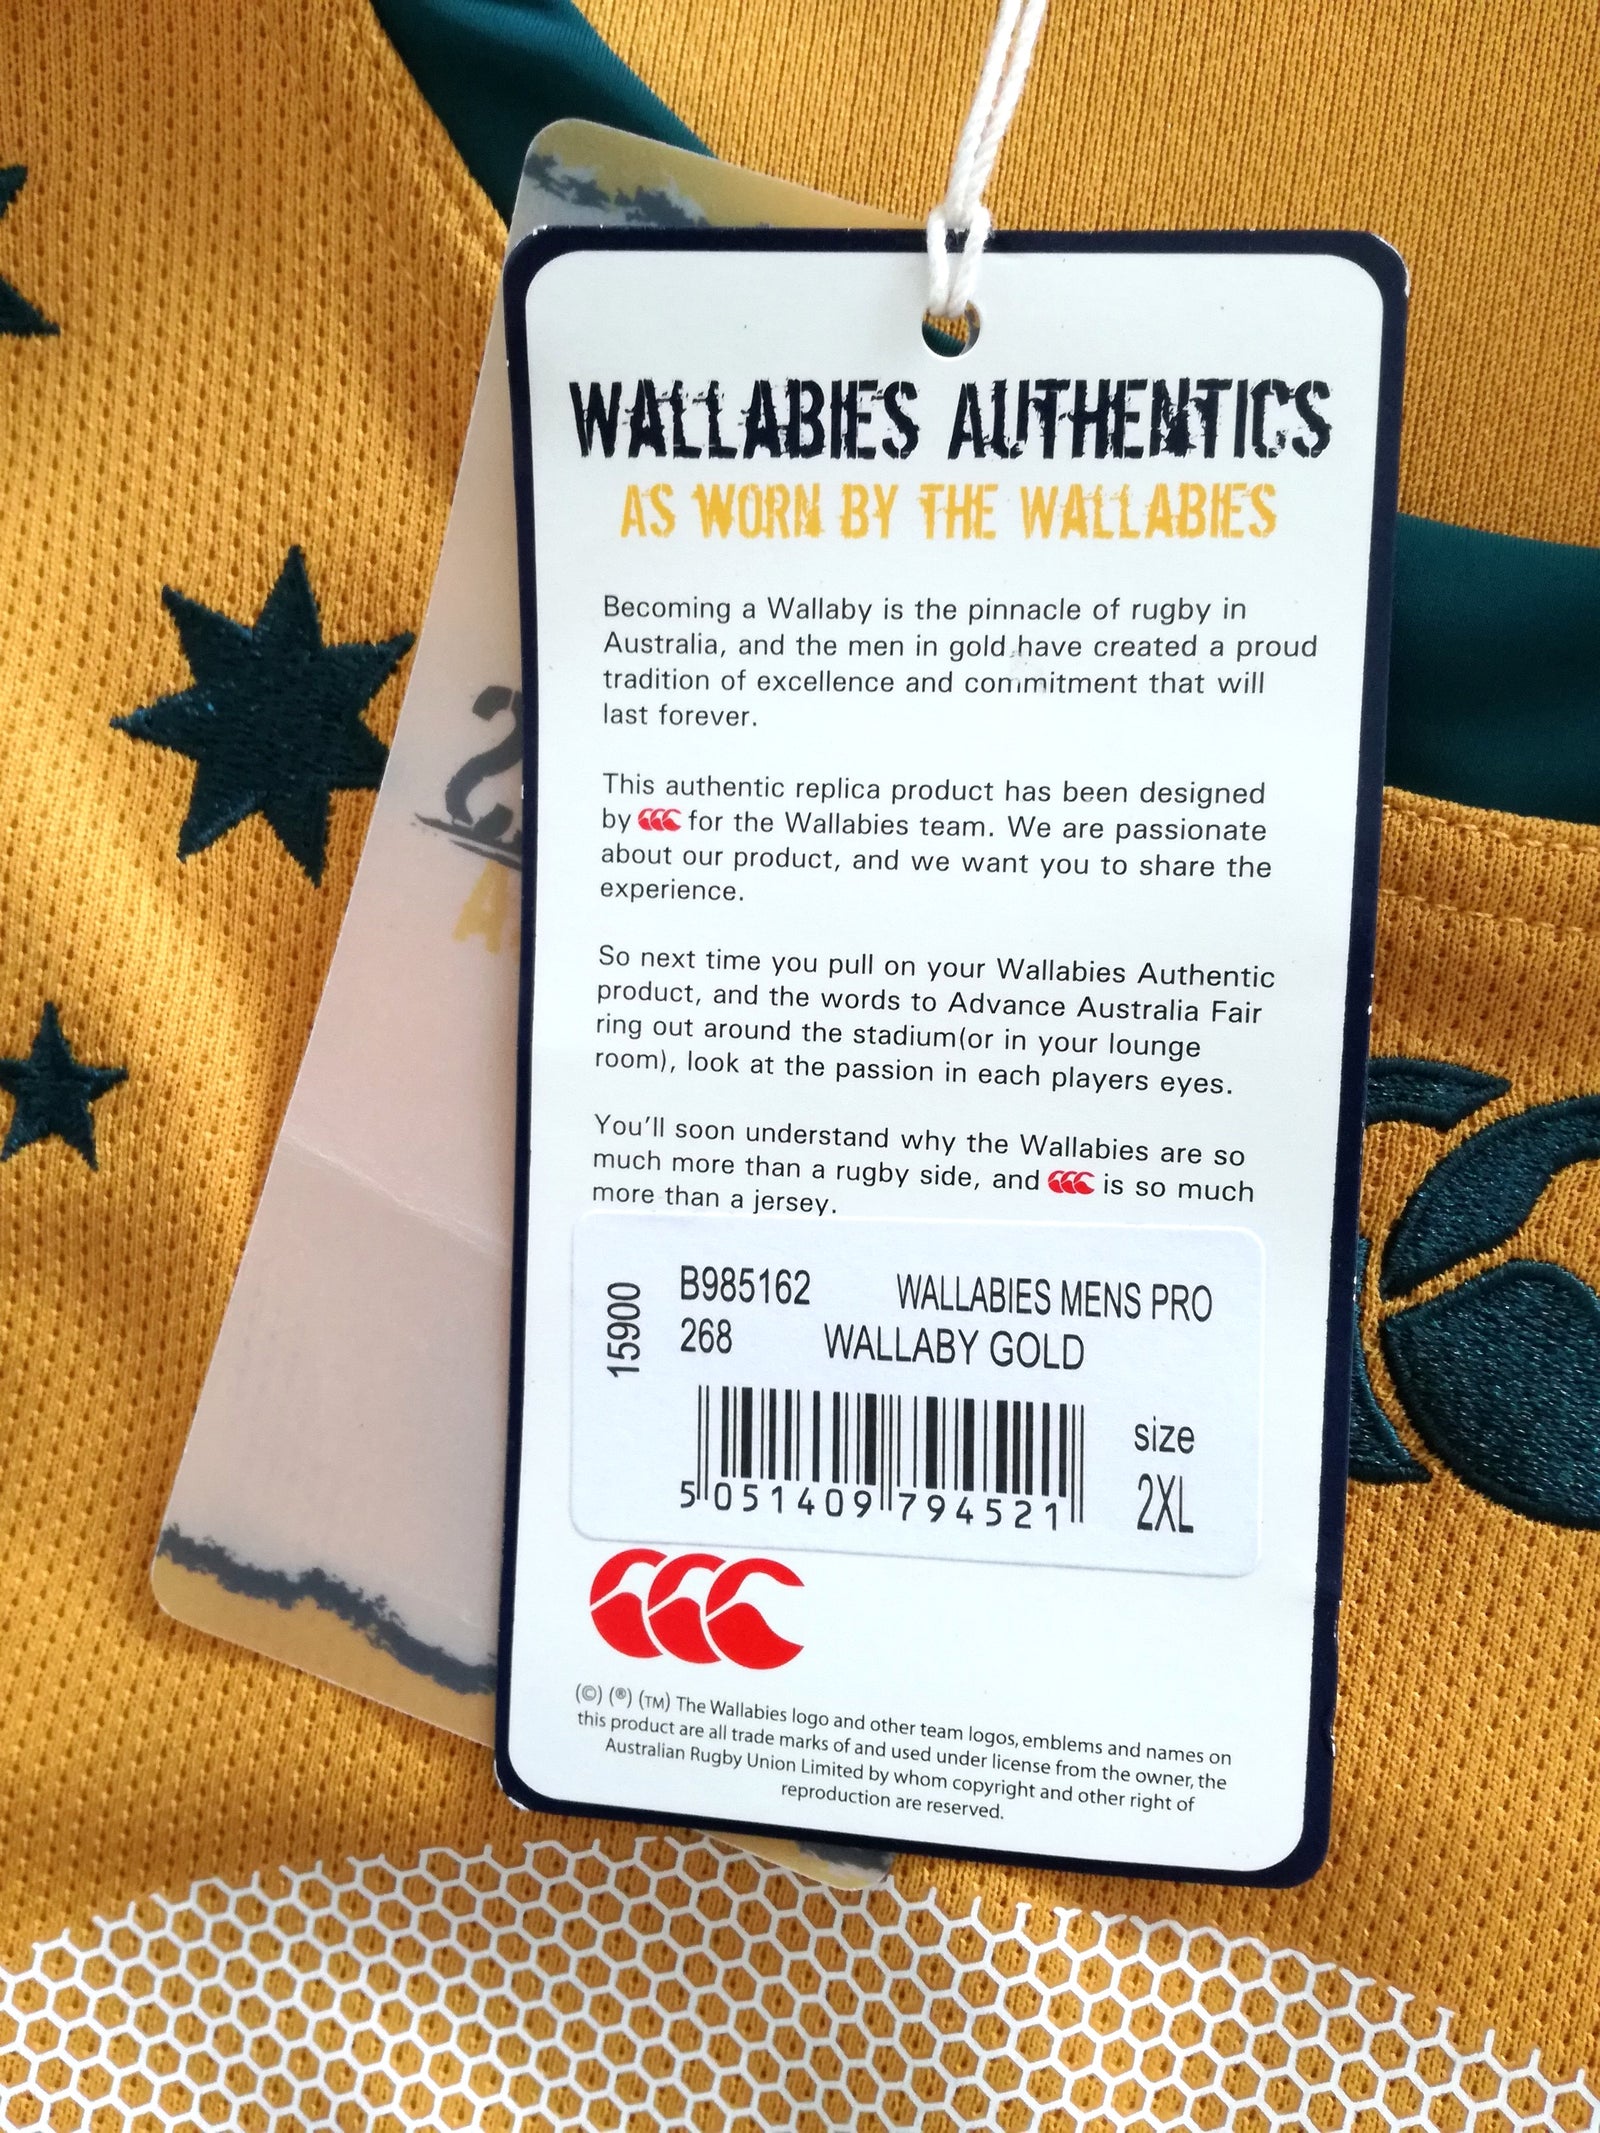 WALLABIES AUTHENTICS
AS WORN BY THE WALLABIES
Becoming a Wallaby is the pinnacle of rugby in
Australia, and the men in gold have created a proud
tradition of excellence and commitment that will
last forever.
This authentic replica product has been designed
by CCC for the Wallabies team. We are passionate
about our product, and we want you to share the
experience.
So next time you pull on your Wallabies Authentic
product, and the words to Advance Australia Fair
ring out around the stadium(or in your lounge
room), look at the passion in each players eyes.
You'll soon understand why the Wallabies are so
much more than a rugby side, and CCC is so much
more than a jersey.
15900
B985162 WALLABIES MENS PRO
268 WALLABY GOLD
size
2XL
5 051409 794521
CCC
(©) (®) (TM) The Wallabies logo and other team logos, emblems and names on
this product are all trade marks of and used under license from the owner, the
Australian Rugby Union Limited by whom copyright and other right of
reproduction are reserved.